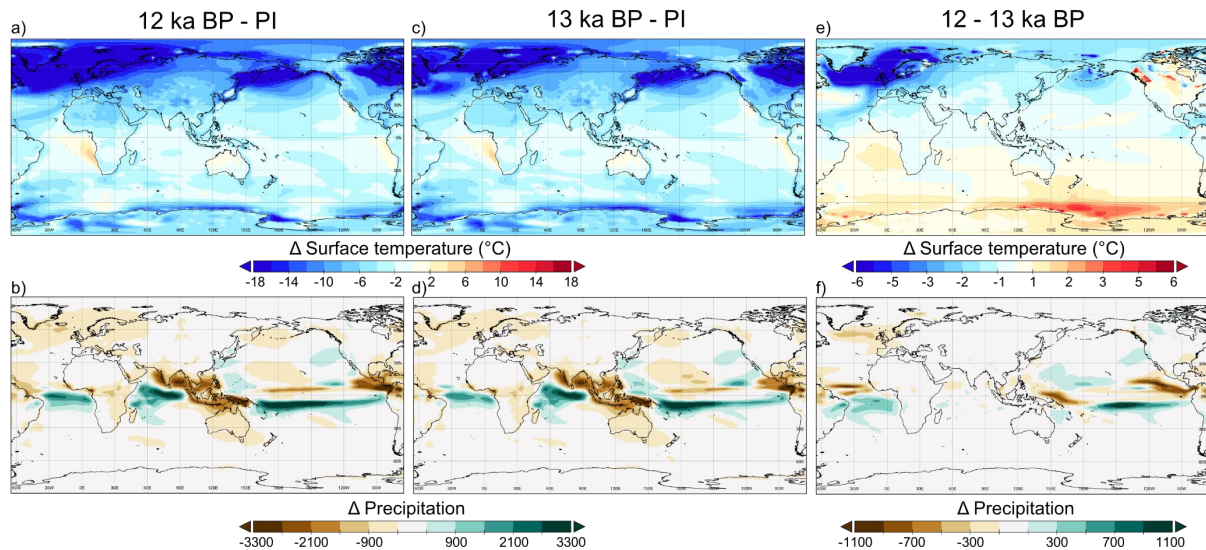 12 ka BP - PI
13 ka BP - PI
12 - 13 ka BP
a)
c)
e)
Δ Surface temperature (°C)
-18 -14 -10 -6 -2 2 6 10 14 18
Δ Surface temperature (°C)
-6 -5 -3 -2 -1 1 2 3 5 6
b)
d)
f)
Δ Precipitation
-3300 -2100 -900 900 2100 3300
Δ Precipitation
-1100 -700 -300 300 700 1100